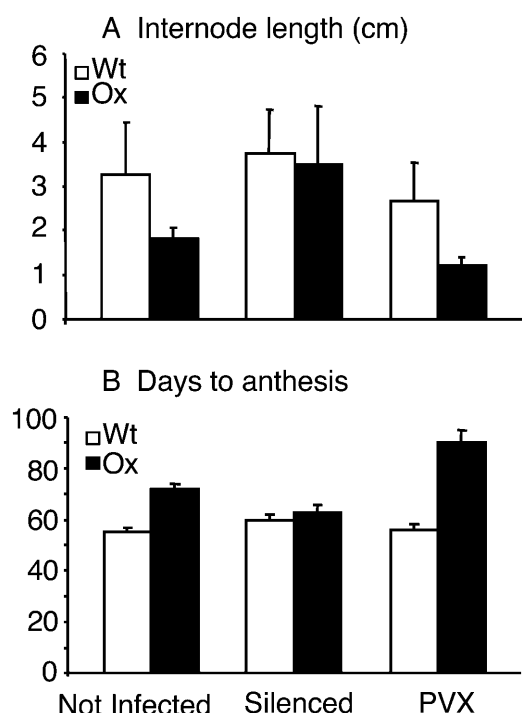 A Internode length (cm)
6
5
4
3
2
1
0
Wt
Ox
B Days to anthesis
100
80
60
40
20
0
Wt
Ox
Not Infected Silenced PVX